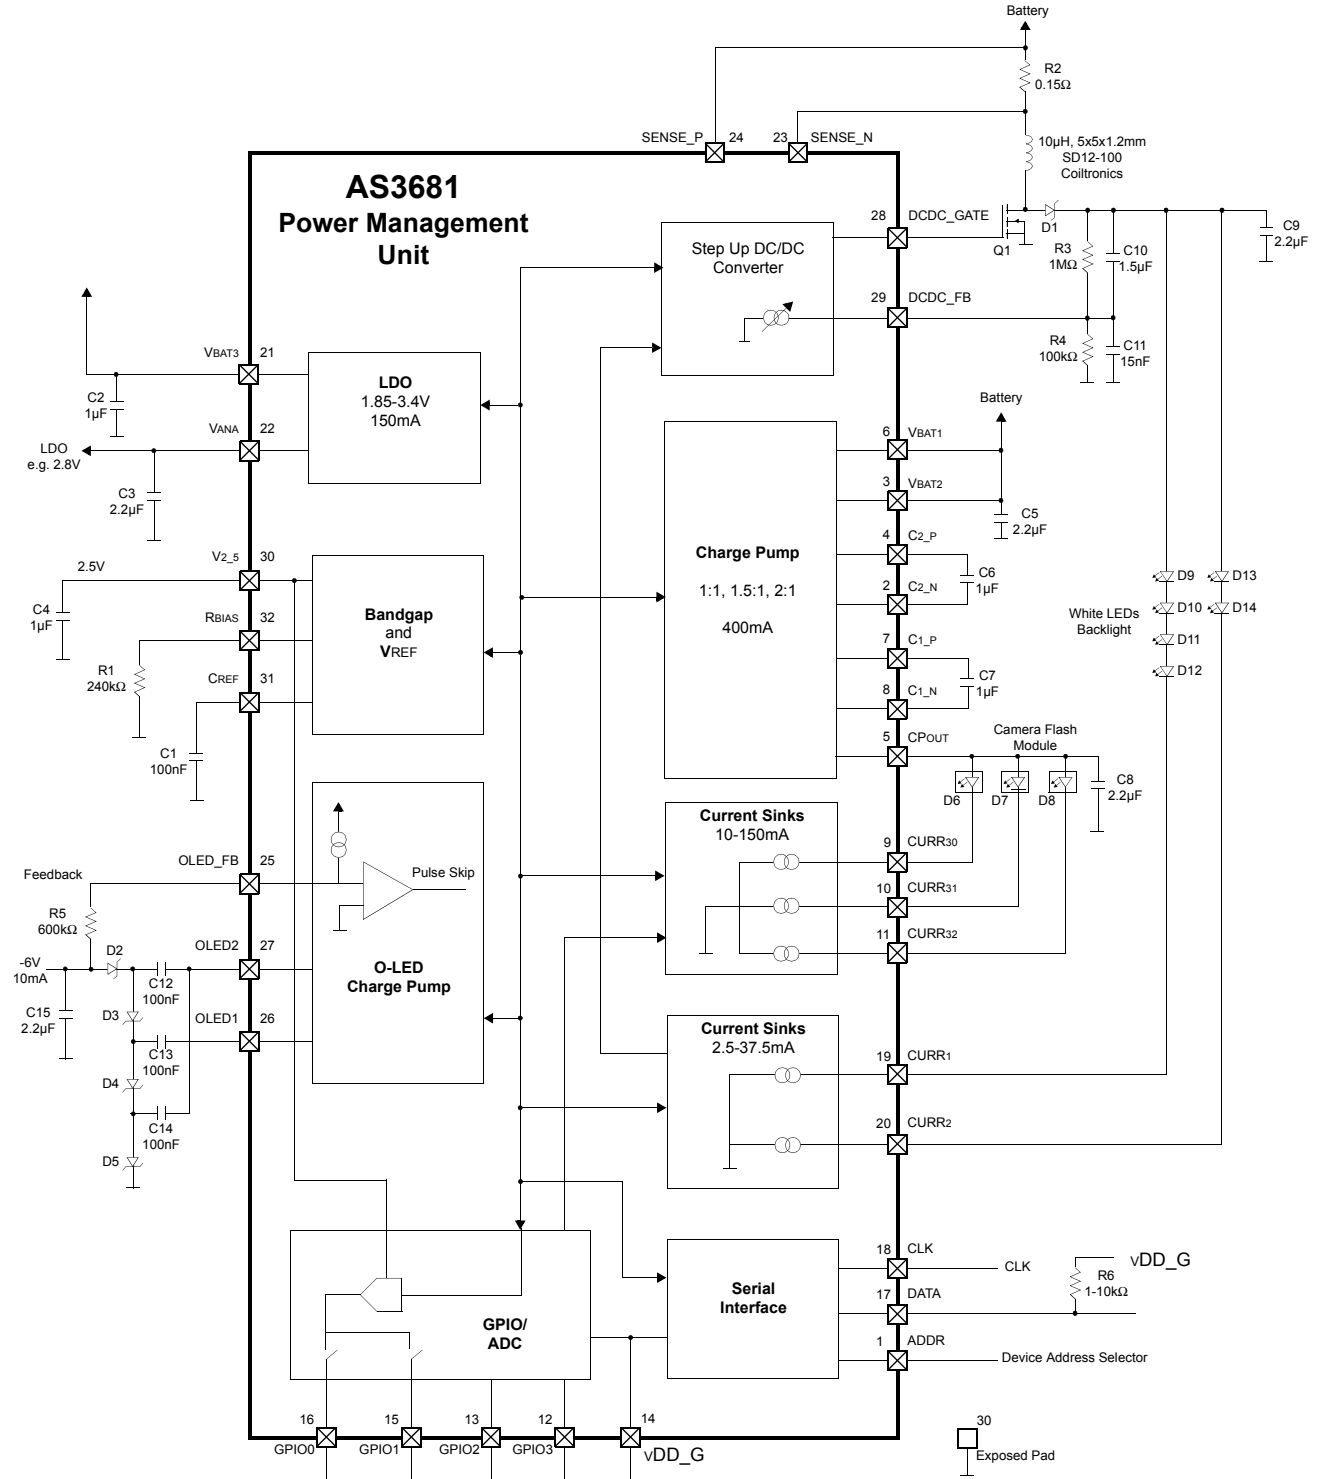 Battery
R2
0.15Ω
SENSE_P
24
23
SENSE_N
10µH, 5x5x1.2mm
SD12-100
Coiltronics
AS3681
Power Management
Unit
28
DCDC_GATE
Q1
D1
Step Up DC/DC
Converter
R3
1MΩ
C10
1.5µF
C9
2.2µF
29
DCDC_FB
R4
100kΩ
C11
15nF
VBAT3
21
C2
1µF
LDO
1.85-3.4V
150mA
VANA
22
LDO
e.g. 2.8V
C3
2.2µF
Battery
6
VBAT1
3
VBAT2
C5
2.2µF
4
C2_P
2
C2_N
C6
1µF
7
C1_P
8
C1_N
C7
1µF
5
CPOUT
Charge Pump
1:1, 1.5:1, 2:1
400mA
V2_5
30
2.5V
C4
1µF
RBIAS
32
R1
240kΩ
CREF
31
C1
100nF
Bandgap
and
VREF
D9
D13
D10
D14
White LEDs
Backlight
D11
D12
Camera Flash
Module
D6
D7
D8
C8
2.2µF
Current Sinks
10-150mA
9
CURR30
10
CURR31
11
CURR32
OLED_FB
25
Feedback
Pulse Skip
R5
600kΩ
D2
OLED2
27
-6V
10mA
C12
100nF
O-LED
Charge Pump
C15
2.2µF
D3
OLED1
26
C13
100nF
D4
C14
100nF
D5
Current Sinks
2.5-37.5mA
19
CURR1
20
CURR2
18
CLK
CLK
VDD_G
R6
1-10kΩ
17
DATA
Serial
Interface
1
ADDR
Device Address Selector
GPIO/
ADC
16
15
13
12
14
GPIO0
GPIO1
GPIO2
GPIO3
VDD_G
30
Exposed Pad